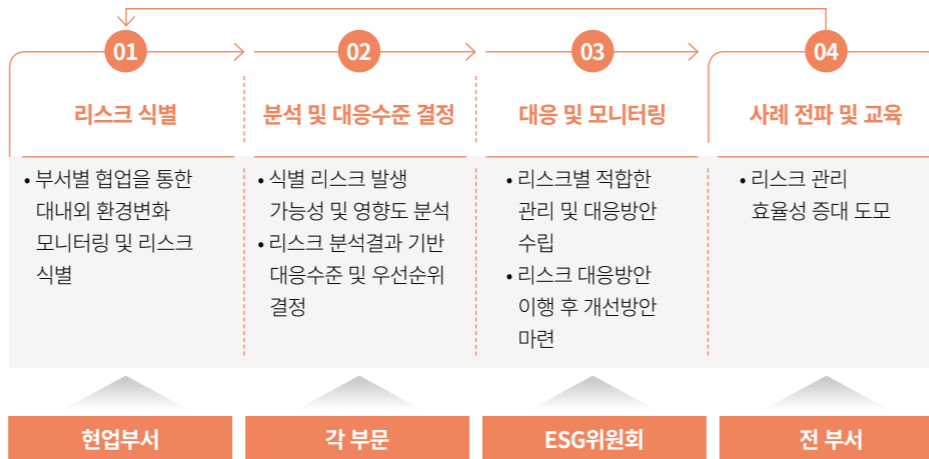 01
리스크 식별
• 부서별 협업을 통한
대내외 환경변화
모니터링 및 리스크
식별
현업부서
02
분석 및 대응수준 결정
• 식별 리스크 발생
가능성 및 영향도 분석
• 리스크 분석결과 기반
대응수준 및 우선순위
결정
각 부문
03
대응 및 모니터링
• 리스크별 적합한
관리 및 대응방안
수립
• 리스크 대응방안
이행 후 개선방안
마련
ESG위원회
04
사례 전파 및 교육
• 리스크 관리
효율성 증대 도모
전 부서